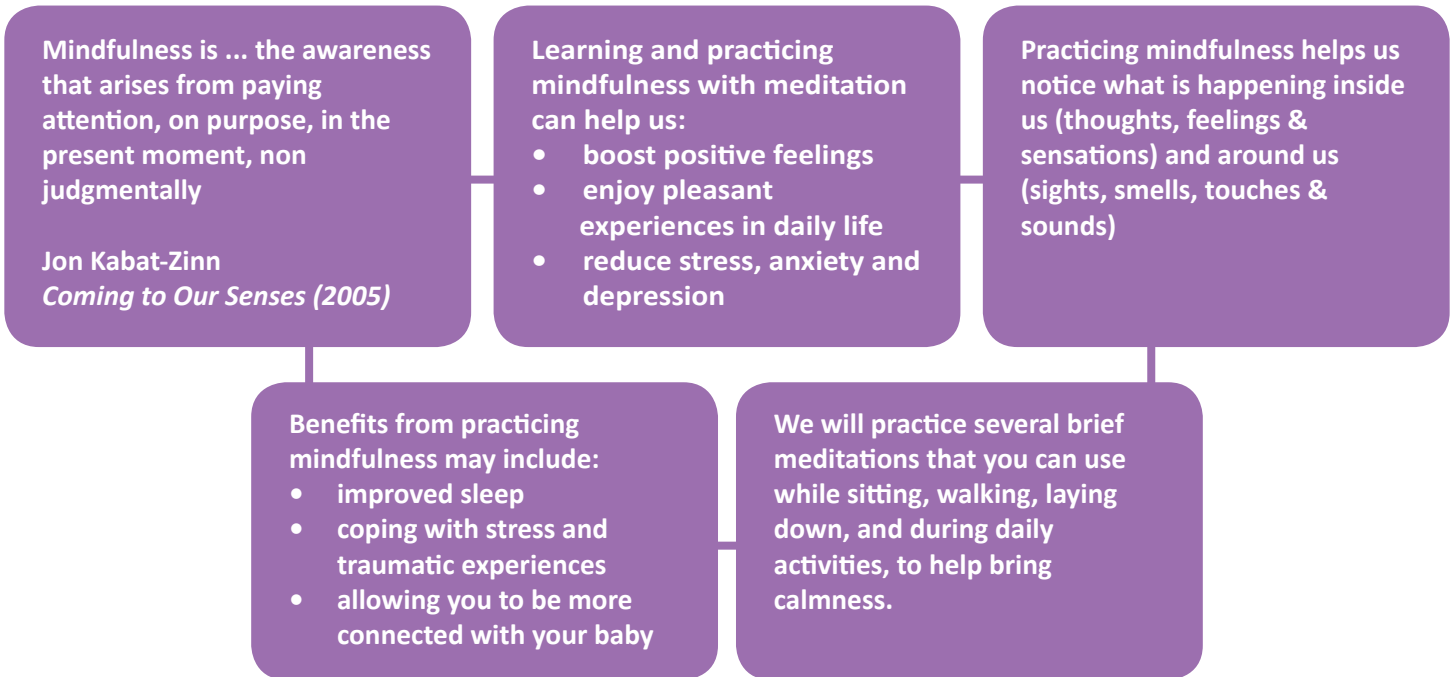 Mindfulness is ... the awareness
that arises from paying
attention, on purpose, in the
present moment, non
judgmentally
Jon Kabat-Zinn
Coming to Our Senses (2005)
Learning and practicing
mindfulness with meditation
can help us:
• boost positive feelings
• enjoy pleasant
experiences in daily life
• reduce stress, anxiety and
depression
Practicing mindfulness helps us
notice what is happening inside
us (thoughts, feelings &
sensations) and around us
(sights, smells, touches &
sounds)
Benefits from practicing
mindfulness may include:
• improved sleep
• coping with stress and
traumatic experiences
• allowing you to be more
connected with your baby
We will practice several brief
meditations that you can use
while sitting, walking, laying
down, and during daily
activities, to help bring
calmness.